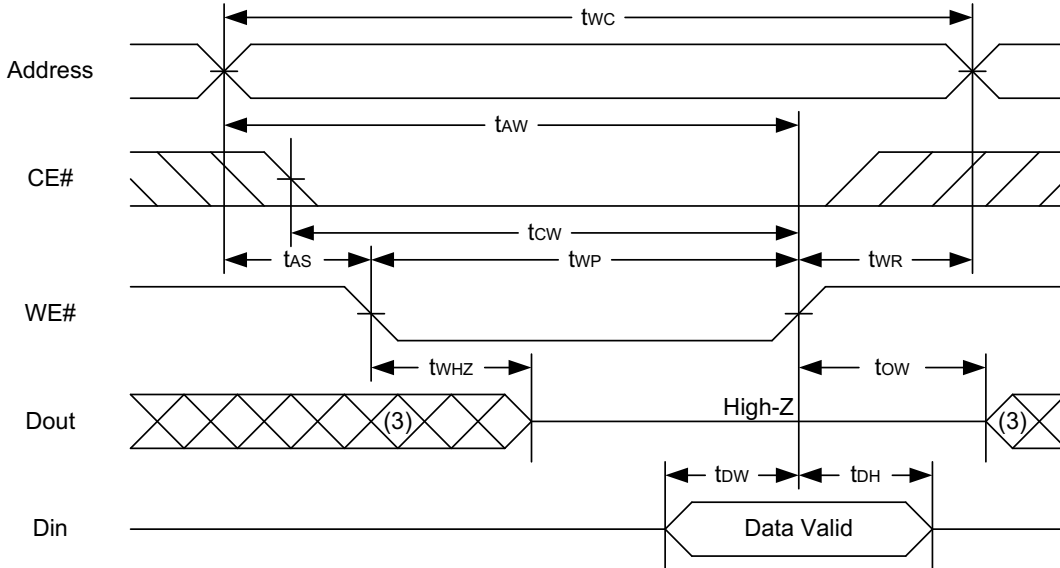 tWC
Address
tAW
CE#
tCW
tAS
tWP
tWR
WE#
tWHZ
tOW
High-Z
Dout
(3)
(3)
tDW
tDH
Din
Data Valid